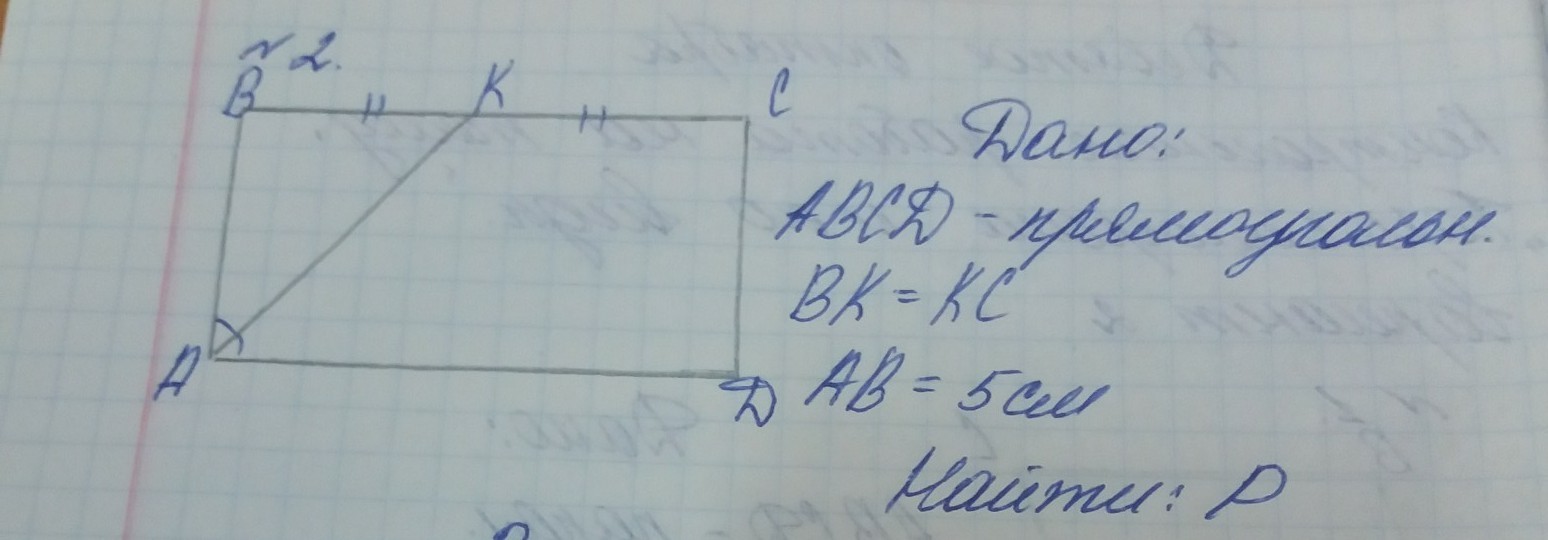 №2.
B K C
Дано:
ABCD - прямоугольн.
BK = KC
A D AB = 5см
Найти: P